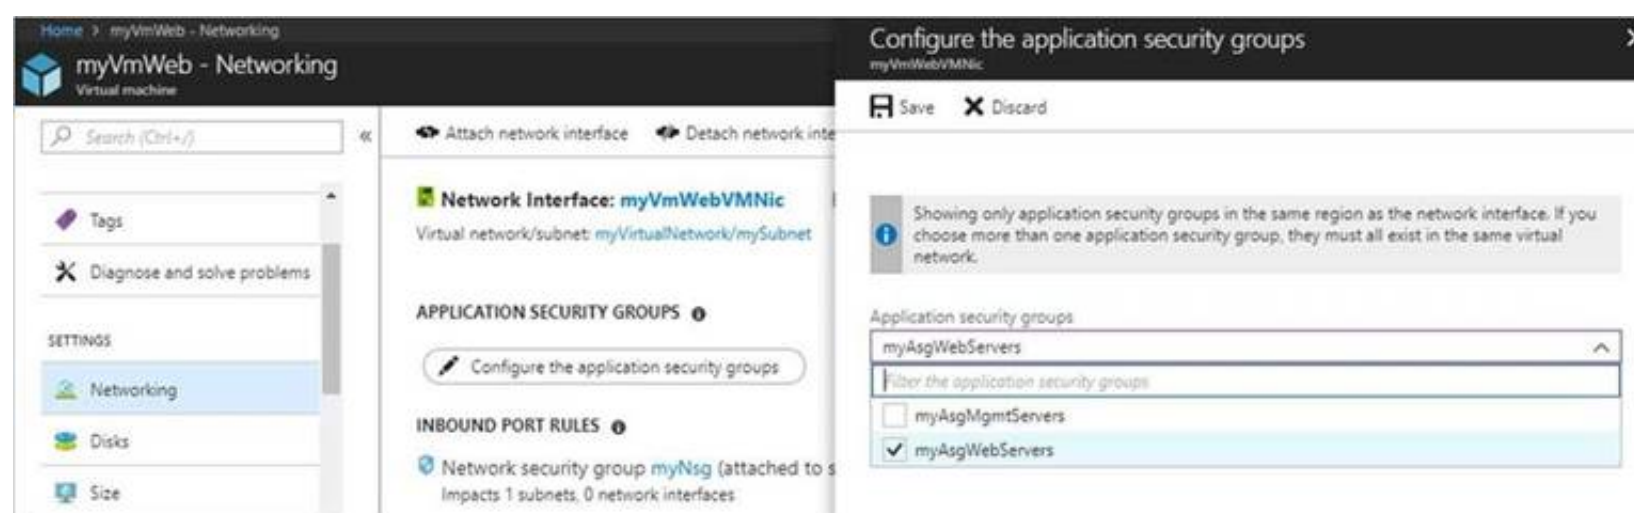 Home > myVmWeb - Networking
myVmWeb - Networking
Virtual machine
Search (Ctrl+/)
«
Tags
Diagnose and solve problems
SETTINGS
Networking
Disks
Size
Attach network interface
Detach network inte
Network Interface: myVmWebVMNic
Virtual network/subnet: myVirtualNetwork/mySubnet
APPLICATION SECURITY GROUPS
Configure the application security groups
INBOUND PORT RULES
Network security group myNsg (attached to s
Impacts 1 subnets, 0 network interfaces
Configure the application security groups
myVmWebVMNic
Save
Discard
Showing only application security groups in the same region as the network interface. If you
choose more than one application security group, they must all exist in the same virtual
network.
Application security groups
myAsgWebServers
Filter the application security groups
myAsgMgmtServers
myAsgWebServers